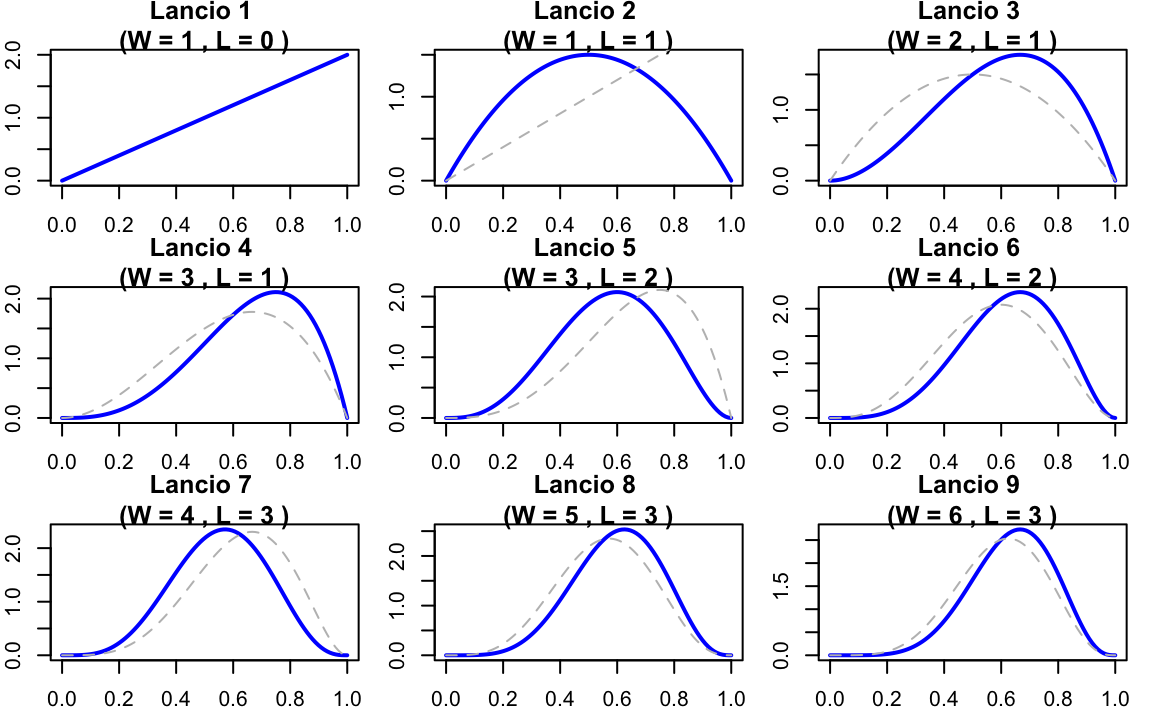 Lancio 1
(W = 1 , L = 0 )
0.0 1.0 2.0
0.0 0.2 0.4 0.6 0.8 1.0
Lancio 2
(W = 1 , L = 1 )
0.0 1.0
0.0 0.2 0.4 0.6 0.8 1.0
Lancio 3
(W = 2 , L = 1 )
0.0 1.0
0.0 0.2 0.4 0.6 0.8 1.0
Lancio 4
(W = 3 , L = 1 )
0.0 1.0 2.0
0.0 0.2 0.4 0.6 0.8 1.0
Lancio 5
(W = 3 , L = 2 )
0.0 1.0 2.0
0.0 0.2 0.4 0.6 0.8 1.0
Lancio 6
(W = 4 , L = 2 )
0.0 1.0 2.0
0.0 0.2 0.4 0.6 0.8 1.0
Lancio 7
(W = 4 , L = 3 )
0.0 1.0 2.0
0.0 0.2 0.4 0.6 0.8 1.0
Lancio 8
(W = 5 , L = 3 )
0.0 1.0 2.0
0.0 0.2 0.4 0.6 0.8 1.0
Lancio 9
(W = 6 , L = 3 )
0.0 1.5
0.0 0.2 0.4 0.6 0.8 1.0